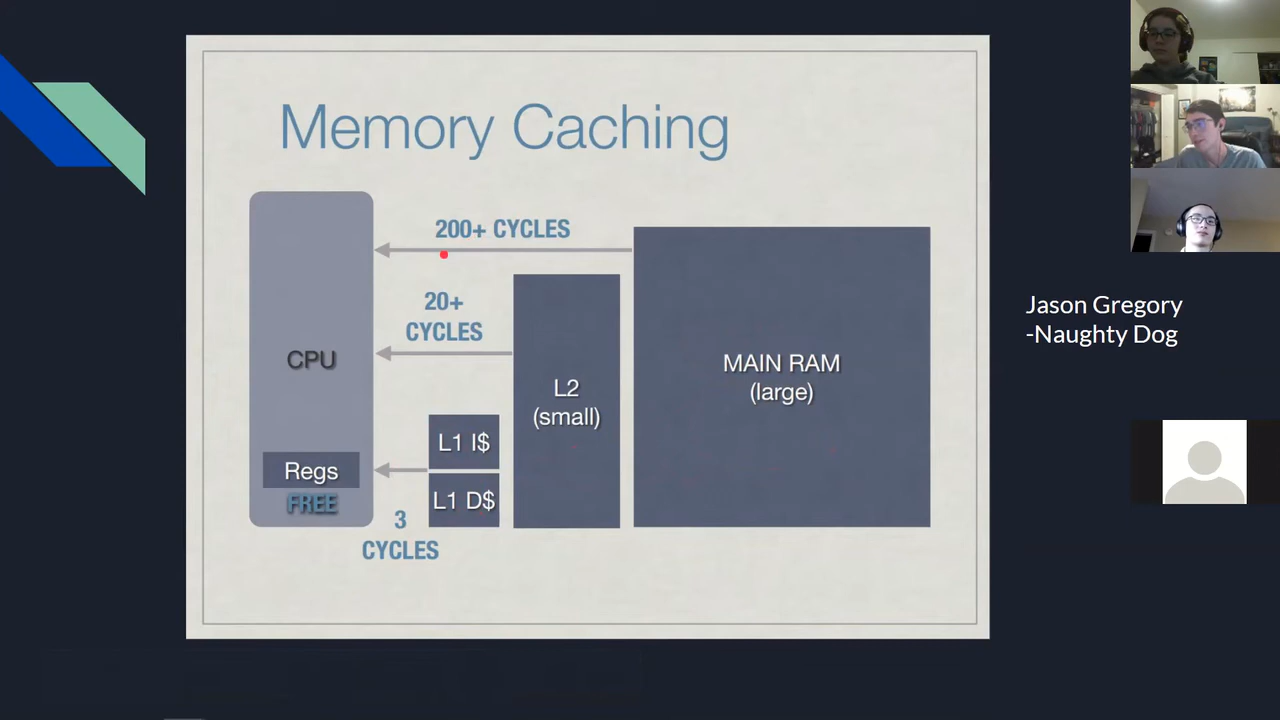 Memory Caching
200+ CYCLES
20+
CYCLES
CPU
L2
(small)
MAIN RAM
(large)
L1 I$
Regs
L1 D$
FREE
3
CYCLES
Jason Gregory
-Naughty Dog